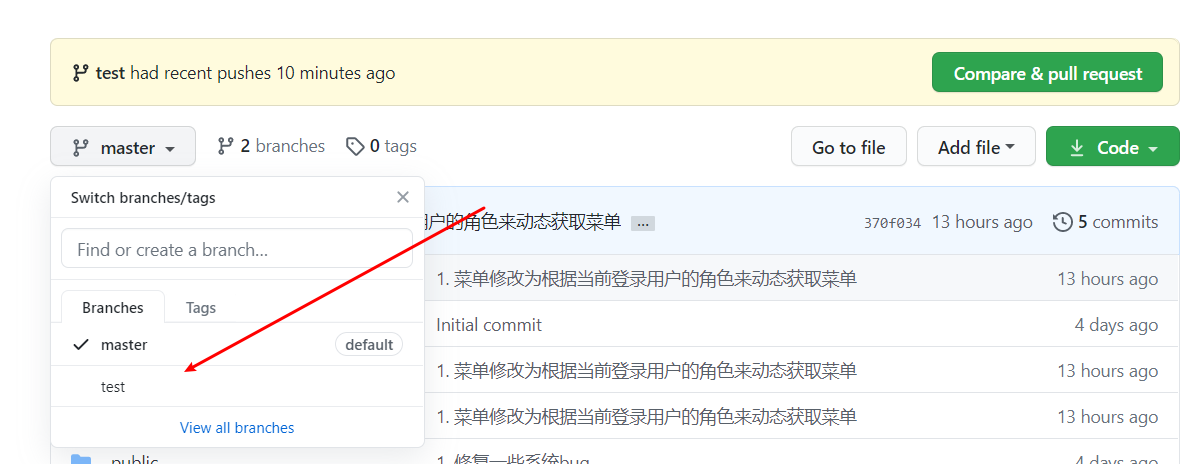 test had recent pushes 10 minutes ago
Compare & pull request
master
2 branches
0 tags
Go to file
Add file
Code
Switch branches/tags
用户的角色来动态获取菜单 ...
370f034 13 hours ago
5 commits
Find or create a branch...
1. 菜单修改为根据当前登录用户的角色来动态获取菜单
13 hours ago
Branches
Tags
Initial commit
4 days ago
master
default
1. 菜单修改为根据当前登录用户的角色来动态获取菜单
13 hours ago
test
1. 菜单修改为根据当前登录用户的角色来动态获取菜单
13 hours ago
View all branches
public
1. 修复一些系统bug
4 days ago